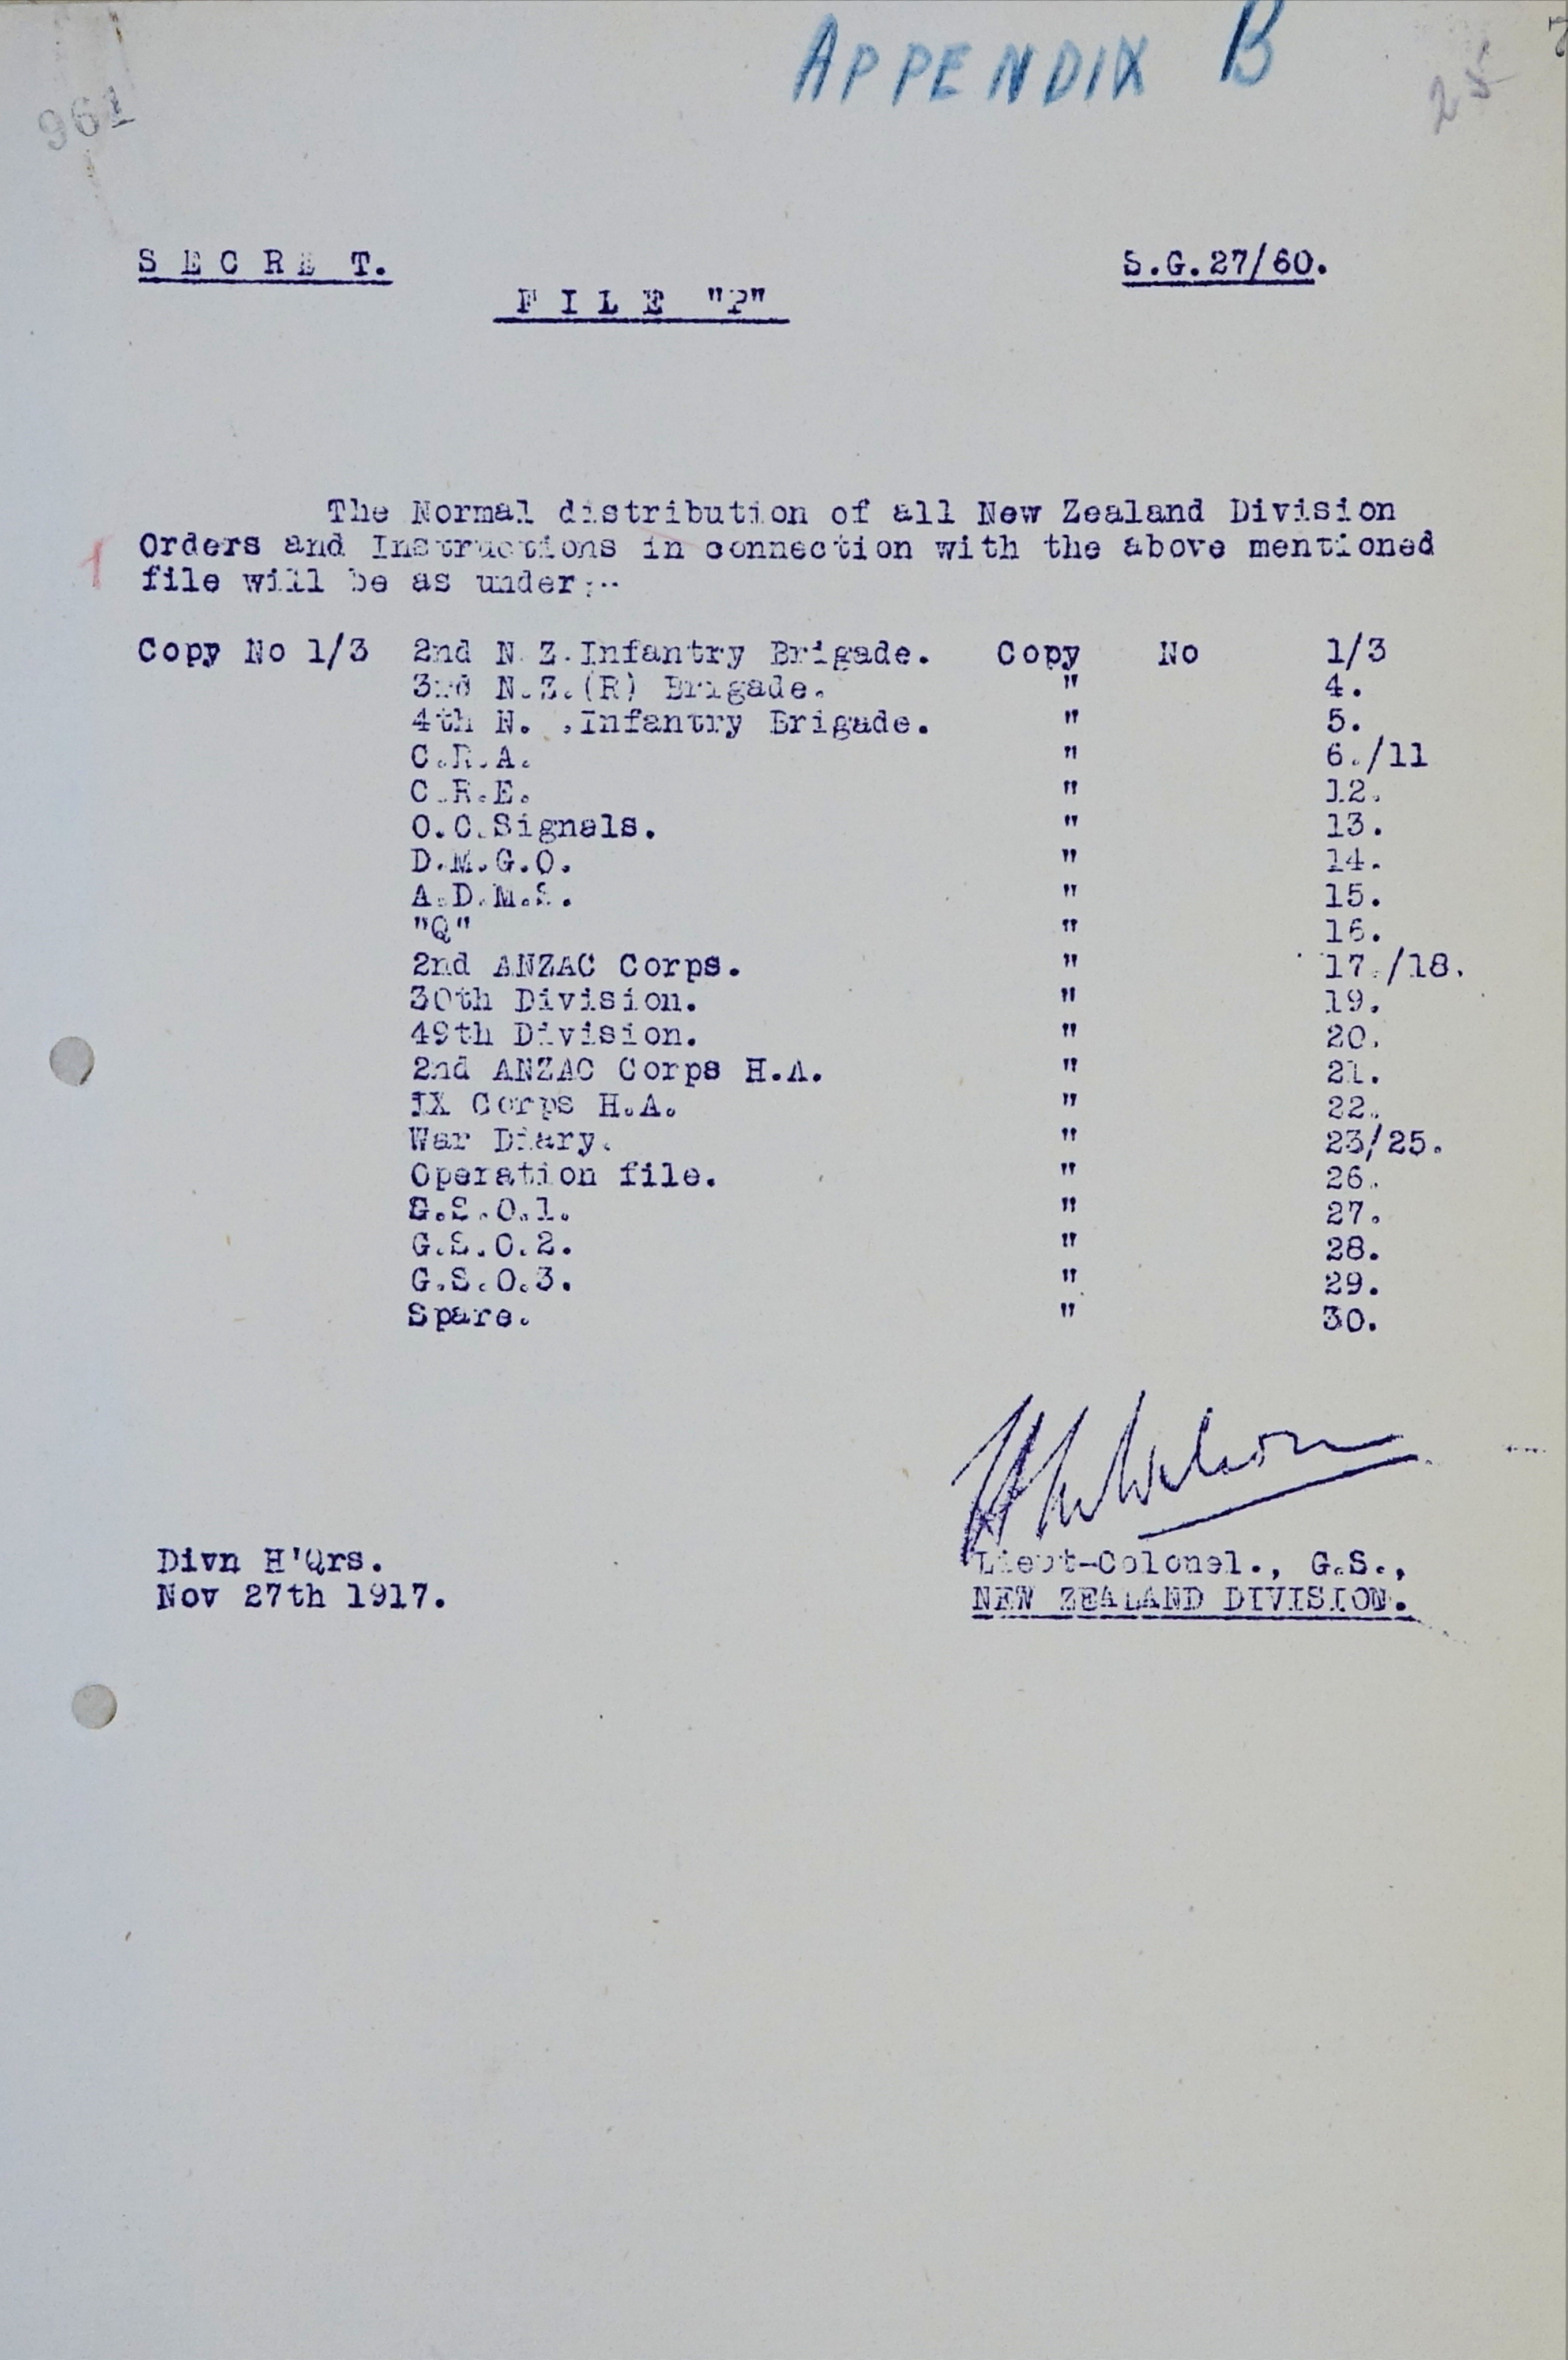 APPENDIX B
25
961
S E C R E T.
S.G.27/60.
F I L E "P"
The Normal distribution of all New Zealand Division
Orders and Instructions in connection with the above mentioned
file will be as under:-
Copy No 1/3 2nd N.Z.Infantry Brigade. Copy No 1/3
3rd N.Z.(R) Brigade. " 4.
4th N. .Infantry Brigade. " 5.
C.R.A. " 6./11
C.R.E. " 12.
O.C.Signals. " 13.
D.M.G.O. " 14.
A.D.M.S. " 15.
"Q" " 16.
2nd ANZAC Corps. " 17./18.
30th Division. " 19.
49th Division. " 20.
2nd ANZAC Corps H.A. " 21.
IX Corps H.A. " 22.
War Diary. " 23/25.
Operation file. " 26.
G.S.O.1. " 27.
G.S.O.2. " 28.
G.S.O.3. " 29.
Spare. " 30.
Wilson
Divn H'Qrs.
Nov 27th 1917.
Lieut-Colonel., G.S.,
NEW ZEALAND DIVISION.